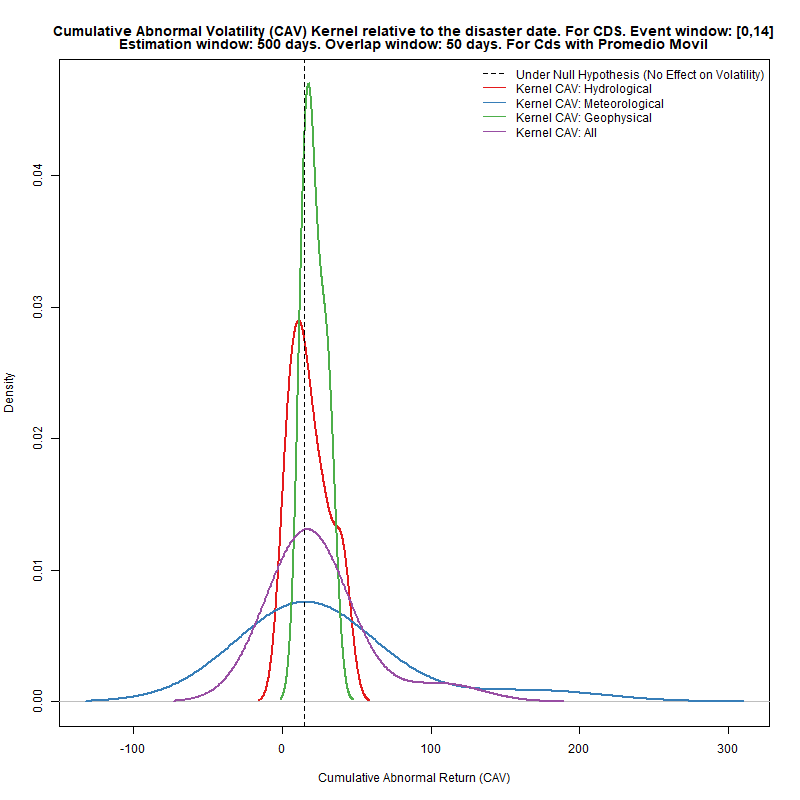 Cumulative Abnormal Volatility (CAV) Kernel relative to the disaster date. For CDS. Event window: [0,14]
Estimation window: 500 days. Overlap window: 50 days. For Cds with Promedio Movil
Under Null Hypothesis (No Effect on Volatility)
Kernel CAV: Hydrological
Kernel CAV: Meteorological
Kernel CAV: Geophysical
Kernel CAV: All
0.04
0.03
0.02
0.01
0.00
Density
-100
0
100
200
300
Cumulative Abnormal Return (CAV)